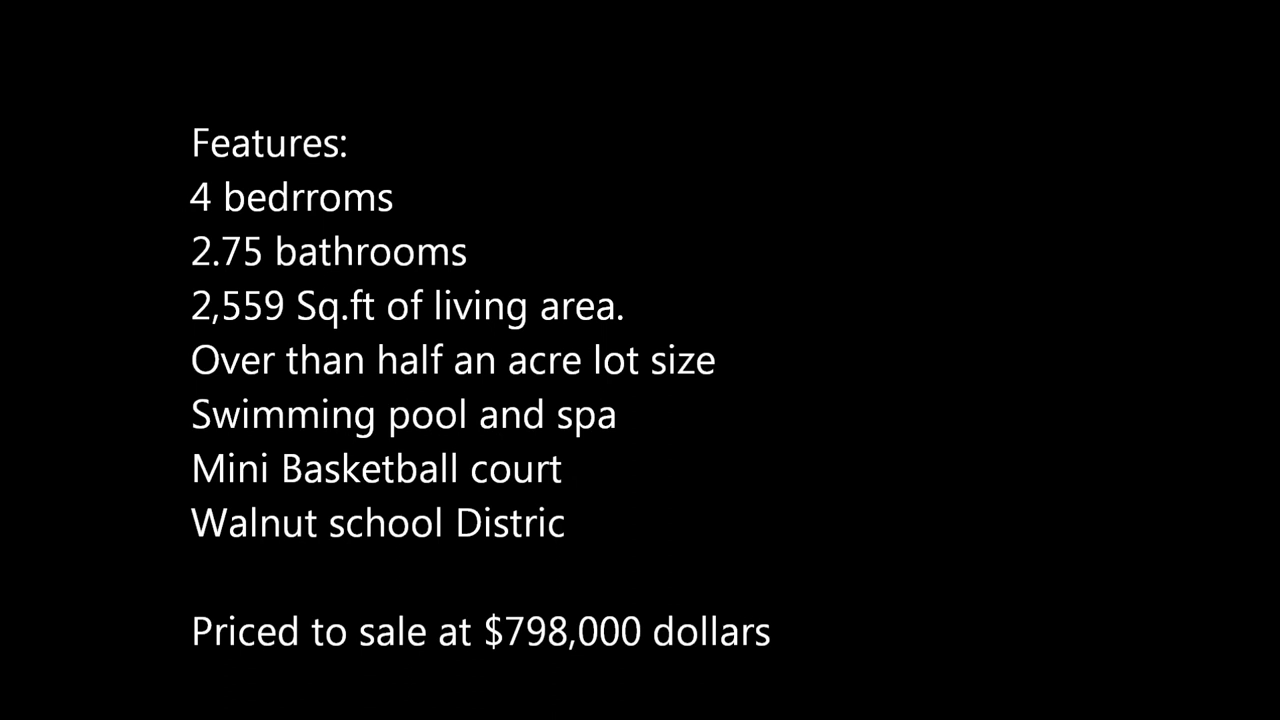 Features:
4 bedrroms
2.75 bathrooms
2,559 Sq.ft of living area.
Over than half an acre lot size
Swimming pool and spa
Mini Basketball court
Walnut school Distric
Priced to sale at $798,000 dollars